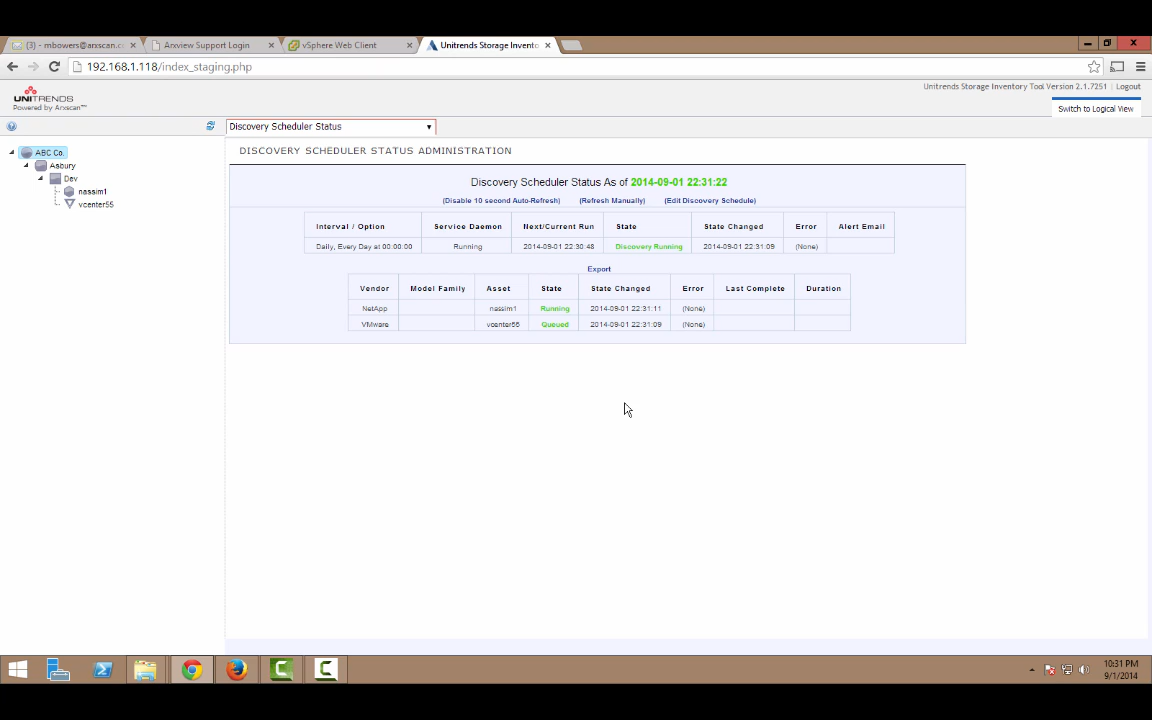 (3) - mbowers@arxscan.c
Arxview Support Login
vSphere Web Client
Unitrends Storage Invento
192.168.1.118/index_staging.php
UNITRENDS
Powered by Arxscan™
Unitrends Storage Inventory Tool Version 2.1.7251 | Logout
Switch to Logical View
Discovery Scheduler Status
ABC Co.
Asbury
Dev
nassim1
vcenter55
DISCOVERY SCHEDULER STATUS ADMINISTRATION
Discovery Scheduler Status As of 2014-09-01 22:31:22
(Disable 10 second Auto-Refresh) (Refresh Manually) (Edit Discovery Schedule)
Interval / Option Service Daemon Next/Current Run State State Changed Error Alert Email
Daily, Every Day at 00:00:00 Running 2014-09-01 22:30:48 Discovery Running 2014-09-01 22:31:09 (None)
Export
Vendor Model Family Asset State State Changed Error Last Complete Duration
NetApp nassim1 Running 2014-09-01 22:31:11 (None)
VMware vcenter55 Queued 2014-09-01 22:31:09 (None)
10:31 PM
9/1/2014